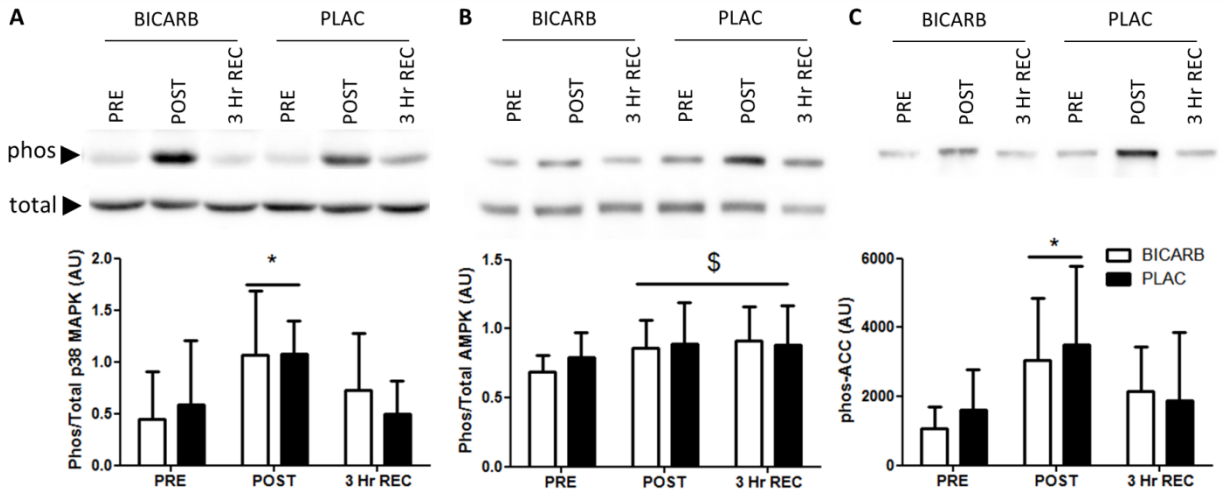 A
BICARB
PLAC
PRE
POST
3 Hr REC
PRE
POST
3 Hr REC
phos
total
2.0
1.5
1.0
0.5
0.0
Phos/Total p38 MAPK (AU)
*
PRE
POST
3 Hr REC
B
BICARB
PLAC
PRE
POST
3 Hr REC
PRE
POST
3 Hr REC
1.5
1.0
0.5
0.0
Phos/Total AMPK (AU)
$
PRE
POST
3 Hr REC
C
BICARB
PLAC
PRE
POST
3 Hr REC
PRE
POST
3 Hr REC
6000
4000
2000
0
phos-ACC (AU)
*
BICARB
PLAC
PRE
POST
3 Hr REC